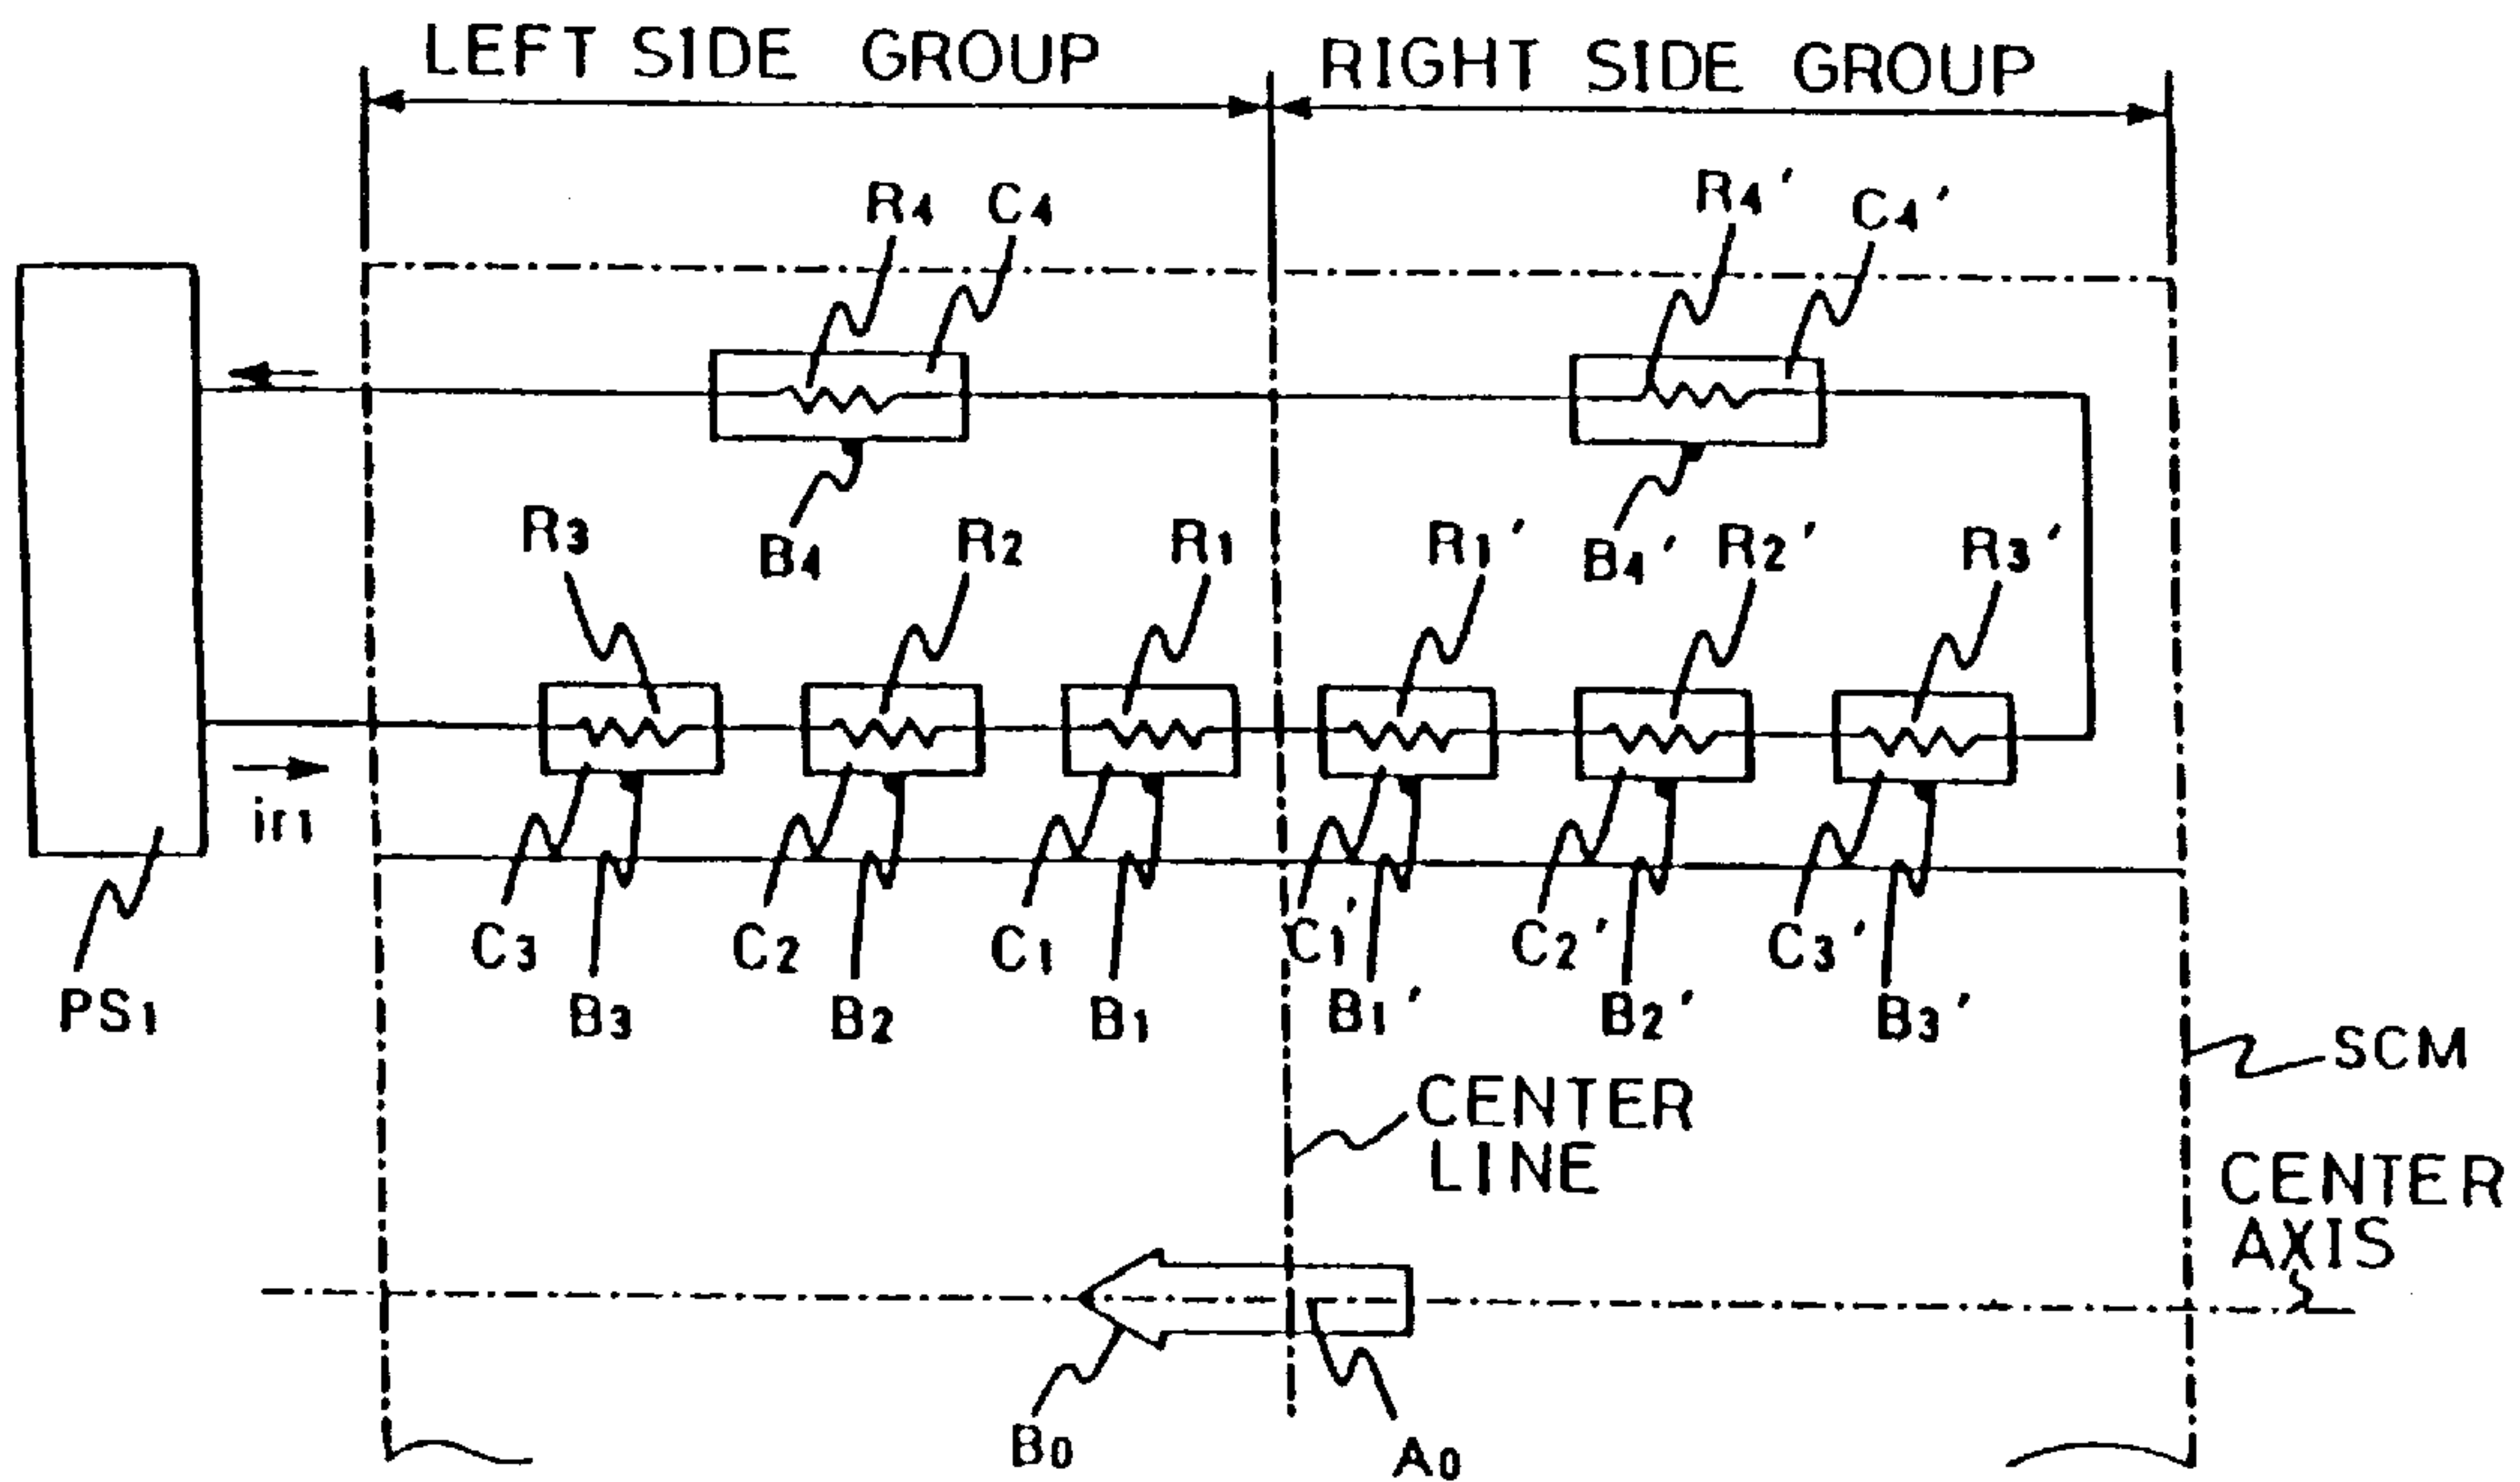 LEFT SIDE GROUP
RIGHT SIDE GROUP
R4 C4
R4' C4'
B4
B4'
R3 R2 R1 R1' R2' R3'
ir1
C3 C2 C1 C1' C2' C3'
PS1
B3 B2 B1 B1' B2' B3'
SCM
CENTER
LINE
CENTER
AXIS
B0 A0